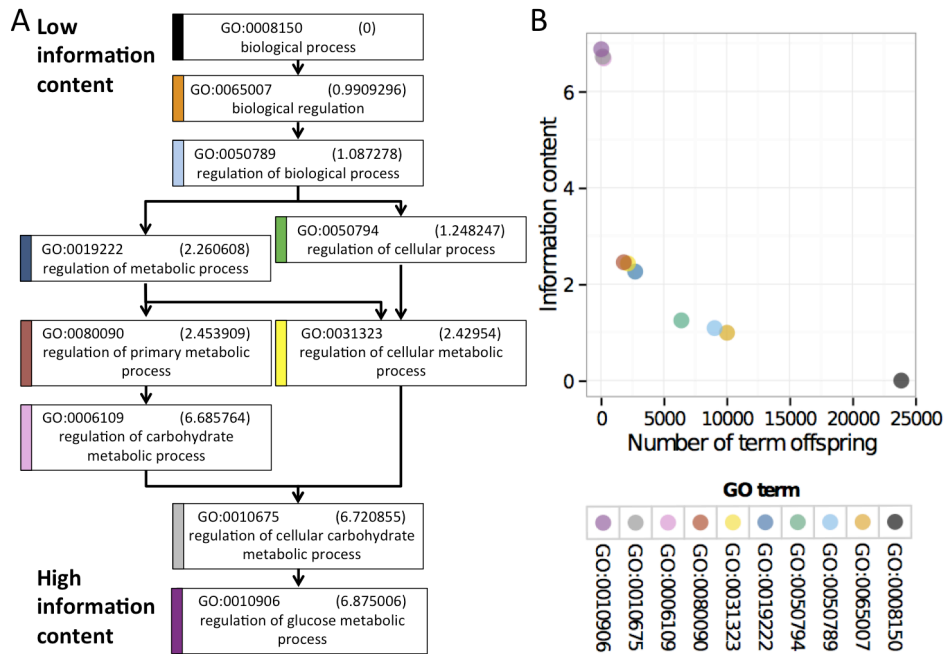 A
Low
information
content
GO:0008150 (0)
biological process
GO:0065007 (0.9909296)
biological regulation
GO:0050789 (1.087278)
regulation of biological process
GO:0019222 (2.260608)
regulation of metabolic process
GO:0050794 (1.248247)
regulation of cellular process
GO:0080090 (2.453909)
regulation of primary metabolic
process
GO:0031323 (2.42954)
regulation of cellular metabolic
process
GO:0006109 (6.685764)
regulation of carbohydrate
metabolic process
GO:0010675 (6.720855)
regulation of cellular carbohydrate
metabolic process
High
information
content
GO:0010906 (6.875006)
regulation of glucose metabolic
process
B
Information content
6
4
2
0
0 5000 10000 15000 20000 25000
Number of term offspring
GO term
GO:0010906
GO:0010675
GO:0006109
GO:0080090
GO:0031323
GO:0019222
GO:0050794
GO:0050789
GO:0065007
GO:0008150